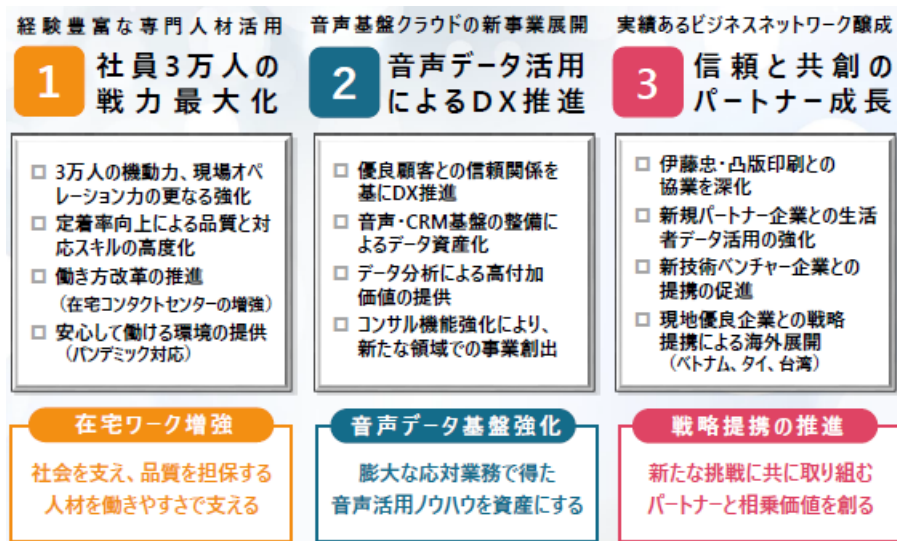 経験豊富な専門人材活用
1
社員3万人の
戦力最大化
□ 3万人の機動力、現場オペ
レーション力の更なる強化
□ 定着率向上による品質と対
応スキルの高度化
□ 働き方改革の推進
(在宅コンタクトセンターの増強)
□ 安心して働ける環境の提供
(パンデミック対応)
在宅ワーク増強
社会を支え、品質を担保する
人材を働きやすさで支える
音声基盤クラウドの新事業展開
2
音声データ活用
によるDX推進
□ 優良顧客との信頼関係を
基にDX推進
□ 音声・CRM基盤の整備に
よるデータ資産化
□ データ分析による高付加
価値の提供
□ コンサル機能強化により、
新たな領域での事業創出
音声データ基盤強化
膨大な応対業務で得た
音声活用ノウハウを資産にする
実績あるビジネスネットワーク醸成
3
信頼と共創の
パートナー成長
□ 伊藤忠・凸版印刷との
協業を深化
□ 新規パートナー企業との生活
者データ活用の強化
□ 新技術ベンチャー企業との
提携の促進
□ 現地優良企業との戦略
提携による海外展開
(ベトナム、タイ、台湾)
戦略提携の推進
新たな挑戦に共に取り組む
パートナーと相乗価値を創る